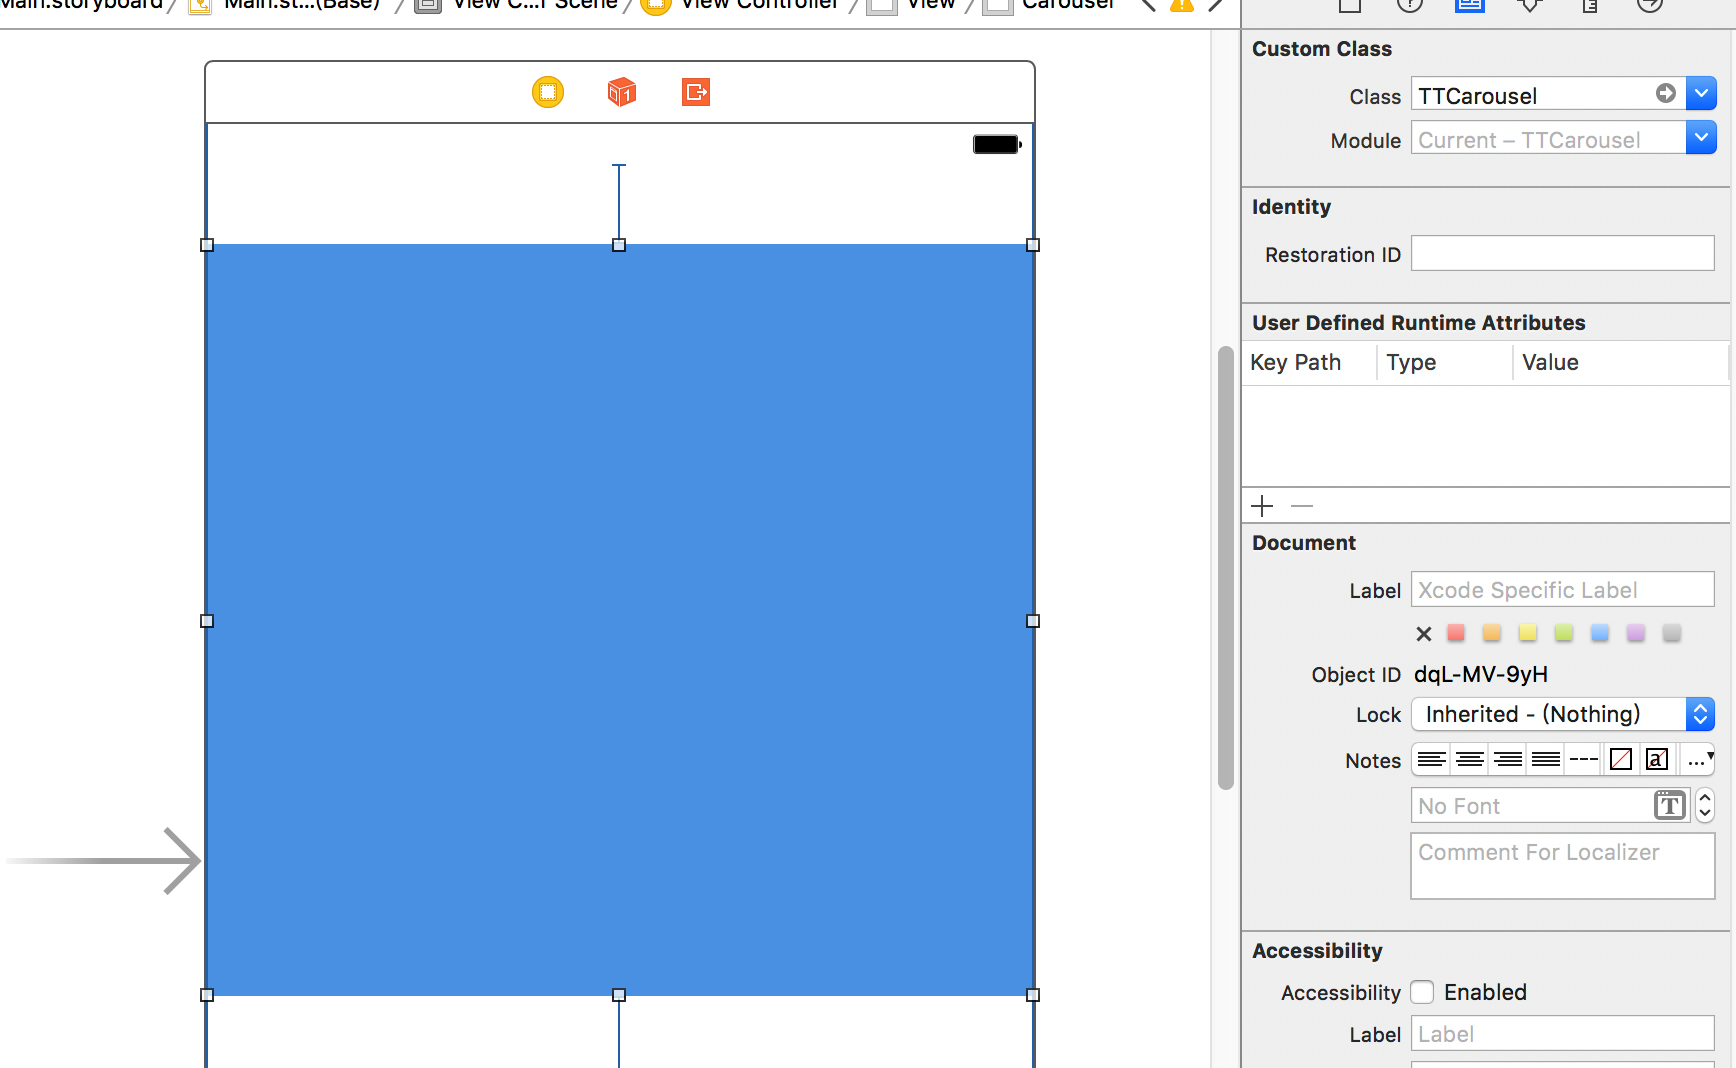 Main.storyboard Main.st...(Base) View C...r Scene View Controller View Carousel
Custom Class
Class TTCarousel
Module Current – TTCarousel
Identity
Restoration ID
User Defined Runtime Attributes
Key Path Type Value
Document
Label Xcode Specific Label
Object ID dqL-MV-9yH
Lock Inherited - (Nothing)
Notes
No Font
Comment For Localizer
Accessibility
Accessibility Enabled
Label Label